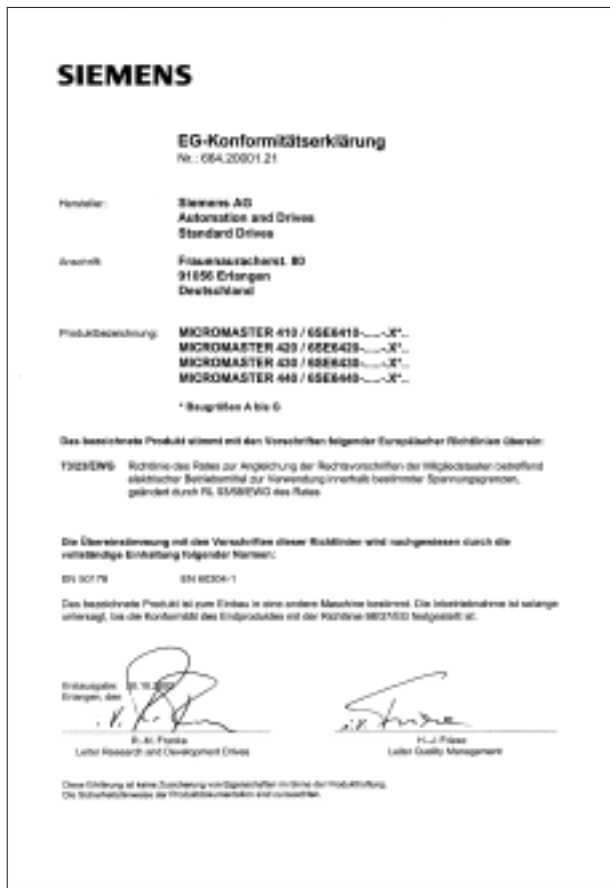 SIEMENS
EG-Konformitätserklärung
Nr.: 664.20001.21
Hersteller: Siemens AG
Automation and Drives
Standard Drives
Anschrift: Frauenauracherst. 80
91056 Erlangen
Deutschland
Produktbezeichnung: MICROMASTER 410 / 6SE6410-.....-.X*..
MICROMASTER 420 / 6SE6420-.....-.X*..
MICROMASTER 430 / 6SE6430-.....-.X*..
MICROMASTER 440 / 6SE6440-.....-.X*..
* Baugrößen A bis G
Das bezeichnete Produkt stimmt mit den Vorschriften folgender Europäischer Richtlinien überein:
73/23/EWG Richtlinie des Rates zur Angleichung der Rechtsvorschriften der Mitgliedstaaten betreffend
elektrischer Betriebsmittel zur Verwendung innerhalb bestimmter Spannungsgrenzen,
geändert durch RL 93/68/EWG des Rates
Die Übereinstimmung mit den Vorschriften dieser Richtlinien wird nachgewiesen durch die
vollständige Einhaltung folgender Normen:
EN 50178 EN 60204-1
Das bezeichnete Produkt ist zum Einbau in eine andere Maschine bestimmt. Die Inbetriebnahme ist solange
untersagt, bis die Konformität des Endproduktes mit der Richtlinie 98/37/EG festgestellt ist.
Erstausgabe:
Erlangen, den
i.V. i.V.
Franke H.-J. Friese
Leiter Research and Development Drives Leiter Quality Management
Diese Erklärung ist keine Zusicherung von Eigenschaften im Sinne der Produkthaftung.
Die Sicherheitshinweise der Produktdokumentation sind zu beachten.